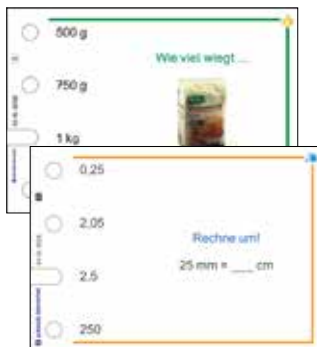 500 g
Wie viel wiegt ...
750 g
1 kg
0,25
2,05
Rechne um!
25 mm = ___ cm
2,5
250